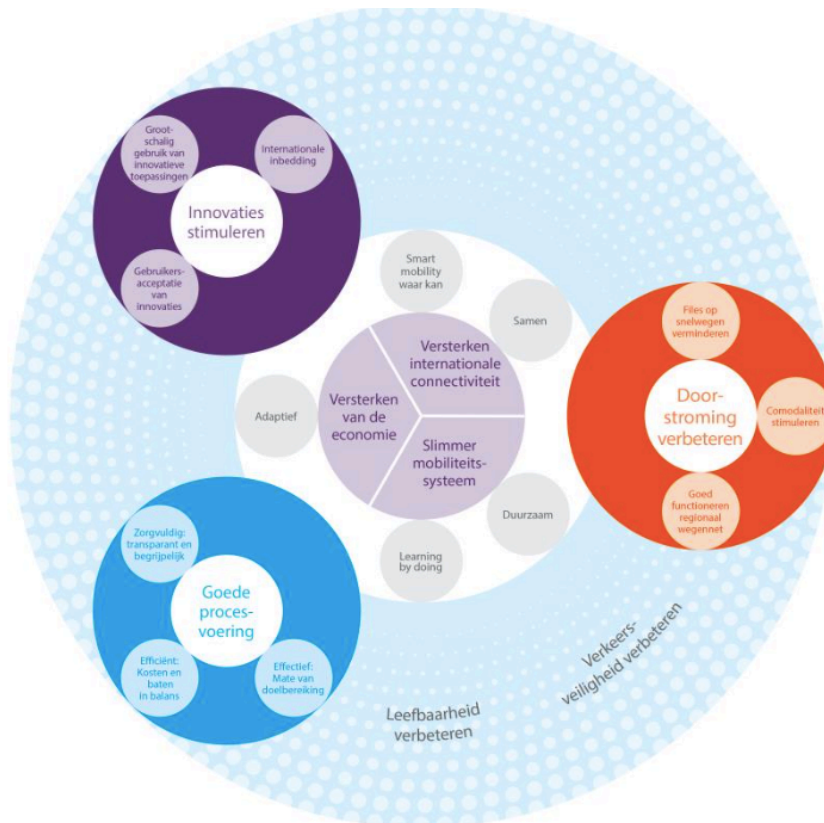 Groot-
schalig
gebruik van
innovatieve
toepassingen
Internationale
inbedding
Innovaties
stimuleren
Gebruikers-
acceptatie
van
innovaties
Smart
mobility
waar kan
Samen
Adaptief
Versterken
internationale
connectiviteit
Versterken
van de
economie
Slimmer
mobiliteits-
systeem
Duurzaam
Learning
by doing
Files op
snelwegen
verminderen
Door-
stroming
verbeteren
Comodaliteit
stimuleren
Goed
functioneren
regionaal
wegennet
Zorgvuldig:
transparant en
begrijpelijk
Goede
proces-
voering
Efficiënt:
Kosten en
baten
in balans
Effectief:
Mate van
doelbereiking
Leefbaarheid
verbeteren
Verkeers-
veiligheid verbeteren